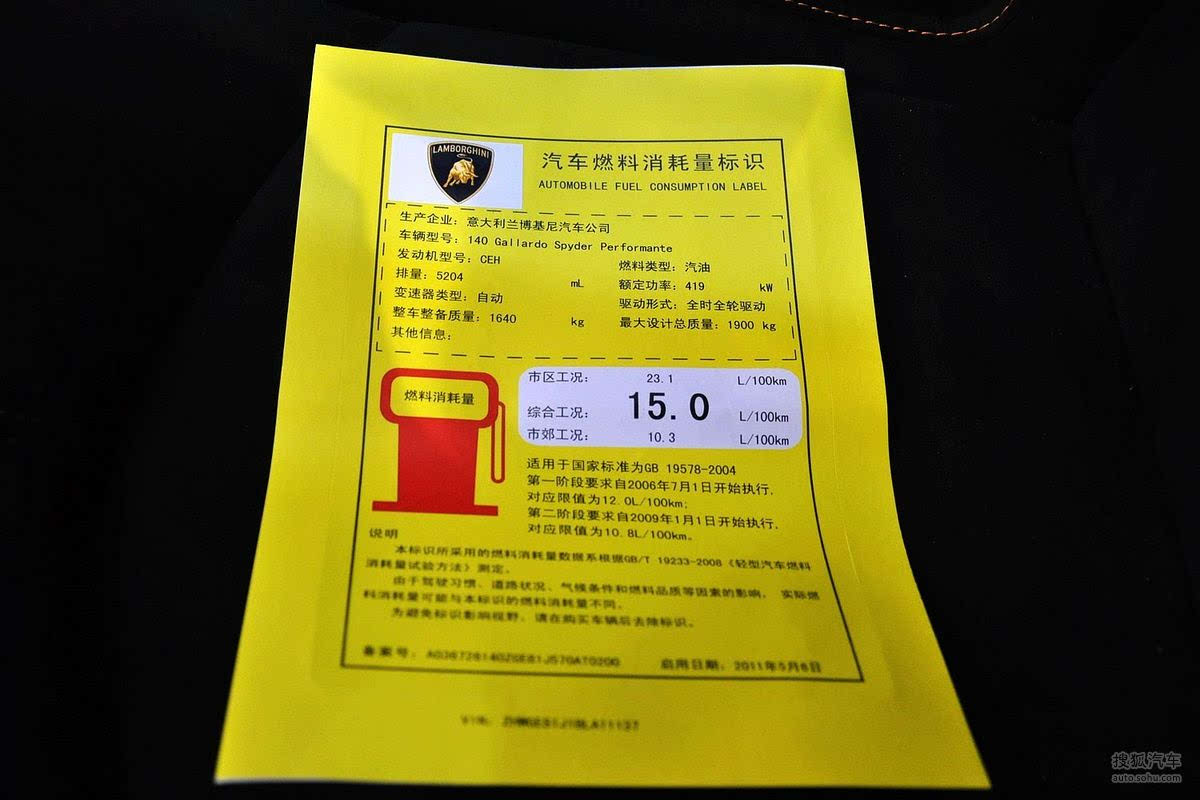 LAMBORGHINI
汽车燃料消耗量标识
AUTOMOBILE FUEL CONSUMPTION LABEL
生产企业：意大利兰博基尼汽车公司
车辆型号：140 Gallardo Spyder Performante
发动机型号：CEH
燃料类型：汽油
排量：5204 mL
额定功率：419 kW
变速器类型：自动
驱动形式：全时全轮驱动
整车整备质量：1640 kg
最大设计总质量：1900 kg
其他信息：
燃料消耗量
市区工况： 23.1 L/100km
综合工况： 15.0 L/100km
市郊工况： 10.3 L/100km
适用于国家标准为GB 19578-2004
第一阶段要求自2006年7月1日开始执行,
对应限值为12.0L/100km;
第二阶段要求自2009年1月1日开始执行,
对应限值为10.8L/100km。
说明
本标识所采用的燃料消耗量数据系根据GB/T 19233-2008《轻型汽车燃料
消耗量试验方法》测定。
由于驾驶习惯、道路状况、气候条件和燃料品质等因素的影响， 实际燃
料消耗量可能与本标识的燃料消耗量不同。
为避免标识影响视野，请在购买车辆后去除标识。
备案号：
启用日期：2011年5月6日
VIN:
搜狐汽车
auto.sohu.com